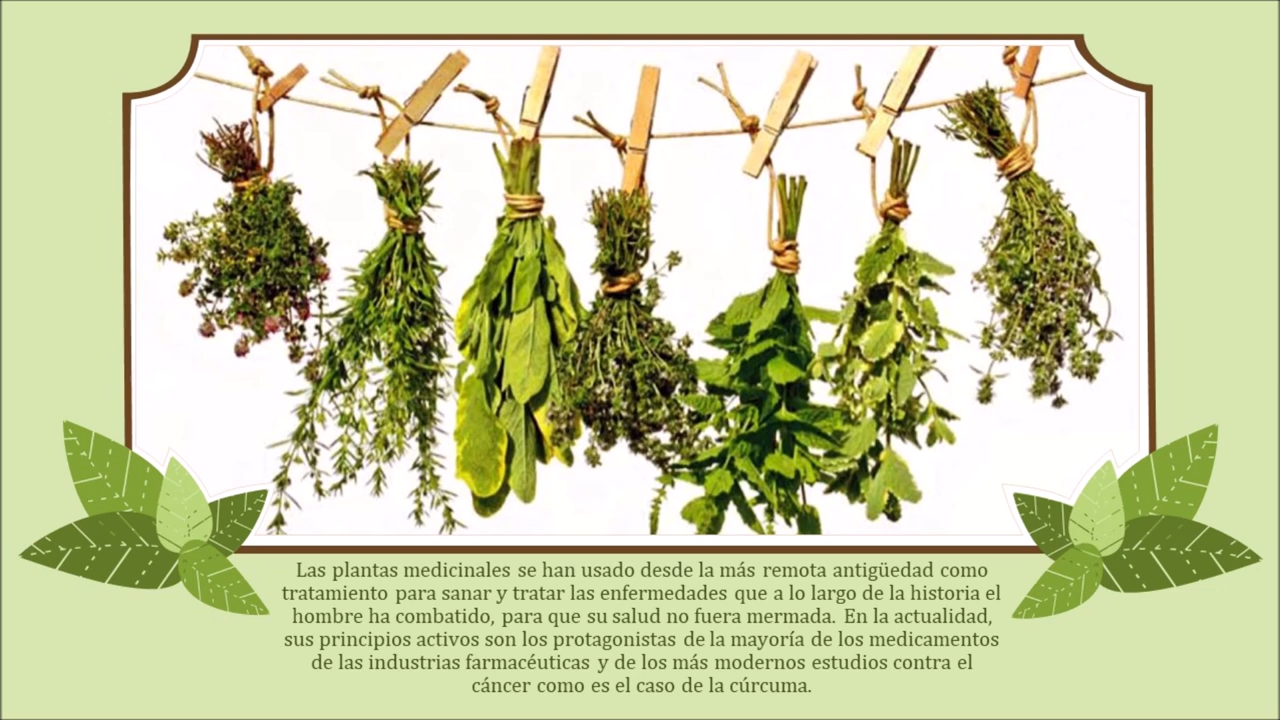 Las plantas medicinales se han usado desde la más remota antigüedad como
tratamiento para sanar y tratar las enfermedades que a lo largo de la historia el
hombre ha combatido, para que su salud no fuera mermada. En la actualidad,
sus principios activos son los protagonistas de la mayoría de los medicamentos
de las industrias farmacéuticas y de los más modernos estudios contra el
cáncer como es el caso de la cúrcuma.